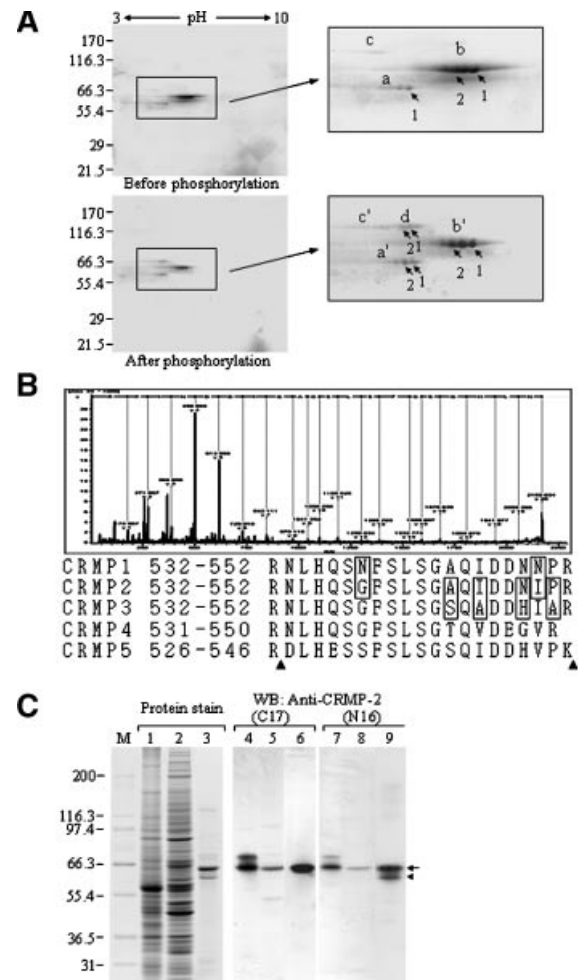 A
3 pH 10
170
116.3
66.3
55.4
29
21.5
Before phosphorylation
c b
a
2 1
1
170
116.3
66.3
55.4
29
21.5
After phosphorylation
c' d
b'
a' 2 1
2 1
2 1
B
CRMP1 532-552 RNLHQSNFSLSGAQIDDNNPR
CRMP2 532-552 RNLHQSGFSLSGAQIDDNIPR
CRMP3 532-552 RNLHQSGFSLSGSQADDHIAR
CRMP4 531-550 RNLHQSGFSLSGTQVDEGVR
CRMP5 526-546 RDLHESSFSLSGSQIDDHVPK
C
Protein stain
WB: Anti-CRMP-2
(C17) (N16)
M 1 2 3 4 5 6 7 8 9
200
116.3
97.4
66.3
55.4
36.5
31